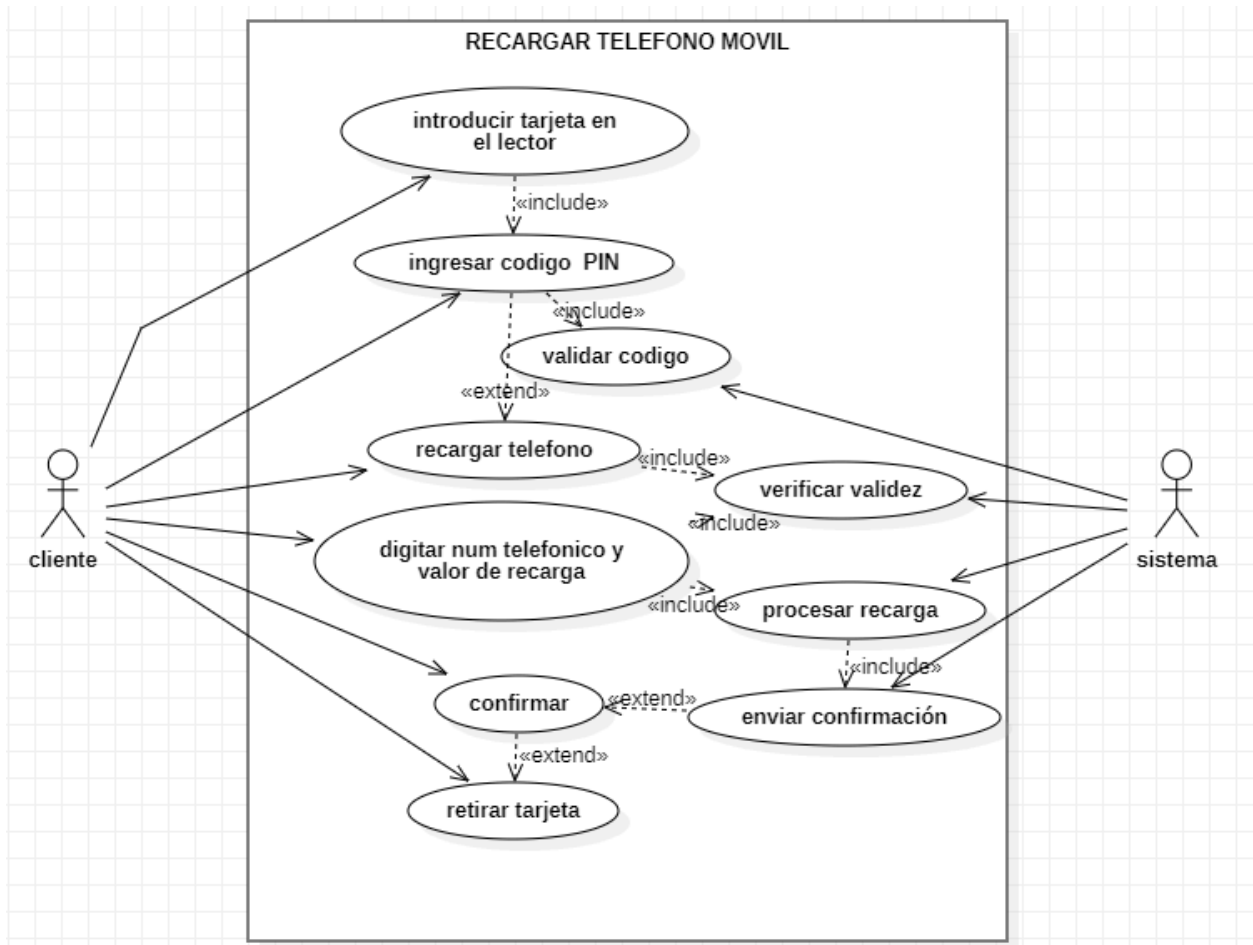 RECARGAR TELEFONO MOVIL
introducir tarjeta en
el lector
«include»
ingresar codigo PIN
«include»
validar codigo
«extend»
recargar telefono
«include»
verificar validez
«include»
digitar num telefonico y
valor de recarga
cliente
sistema
«include»
procesar recarga
«include»
confirmar
«extend»
enviar confirmación
«extend»
retirar tarjeta